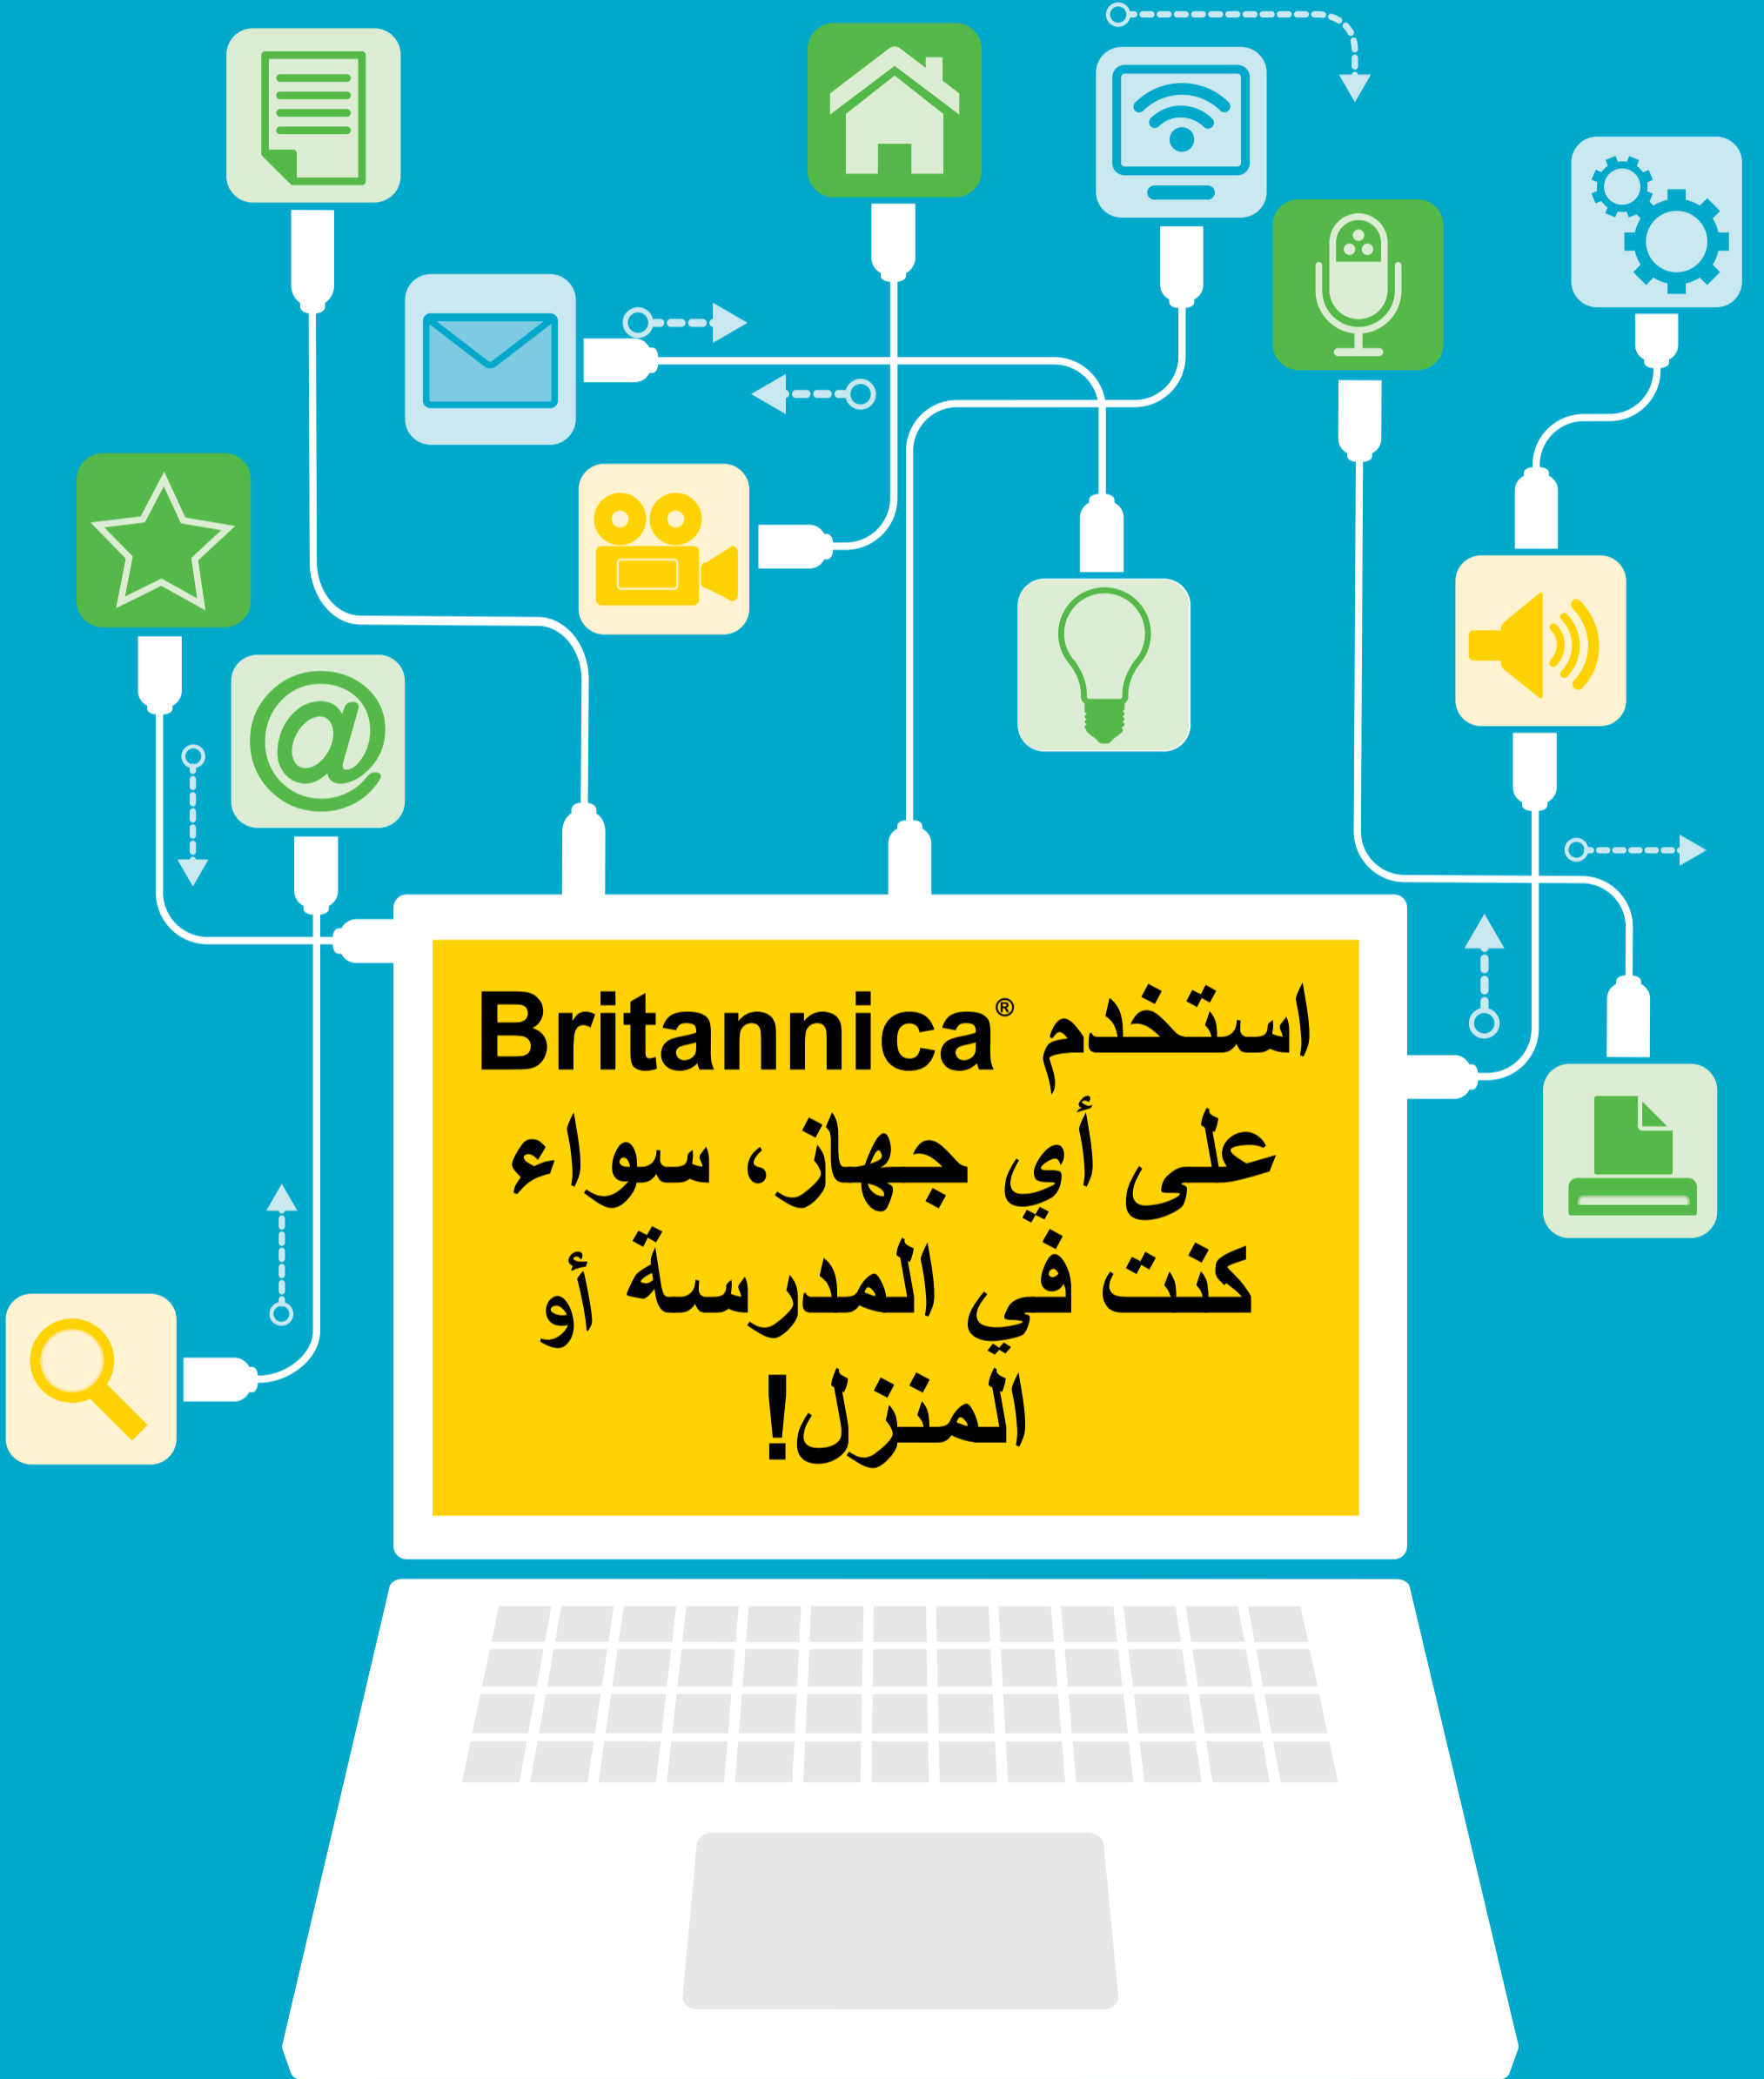 استخدم Britannica®
على أي جهاز، سواء
كنت في المدرسة أو
المنزل!
@